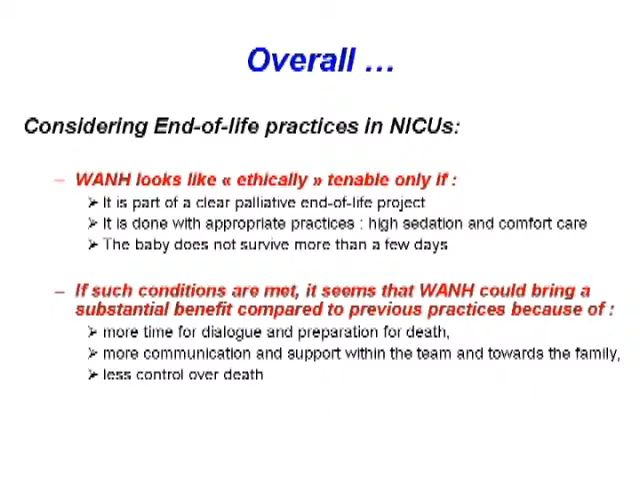 Overall …
Considering End-of-life practices in NICUs:
– WANH looks like « ethically » tenable only if :
➢ It is part of a clear palliative end-of-life project
➢ It is done with appropriate practices : high sedation and comfort care
➢ The baby does not survive more than a few days
– If such conditions are met, it seems that WANH could bring a
substantial benefit compared to previous practices because of :
➢ more time for dialogue and preparation for death,
➢ more communication and support within the team and towards the family,
➢ less control over death